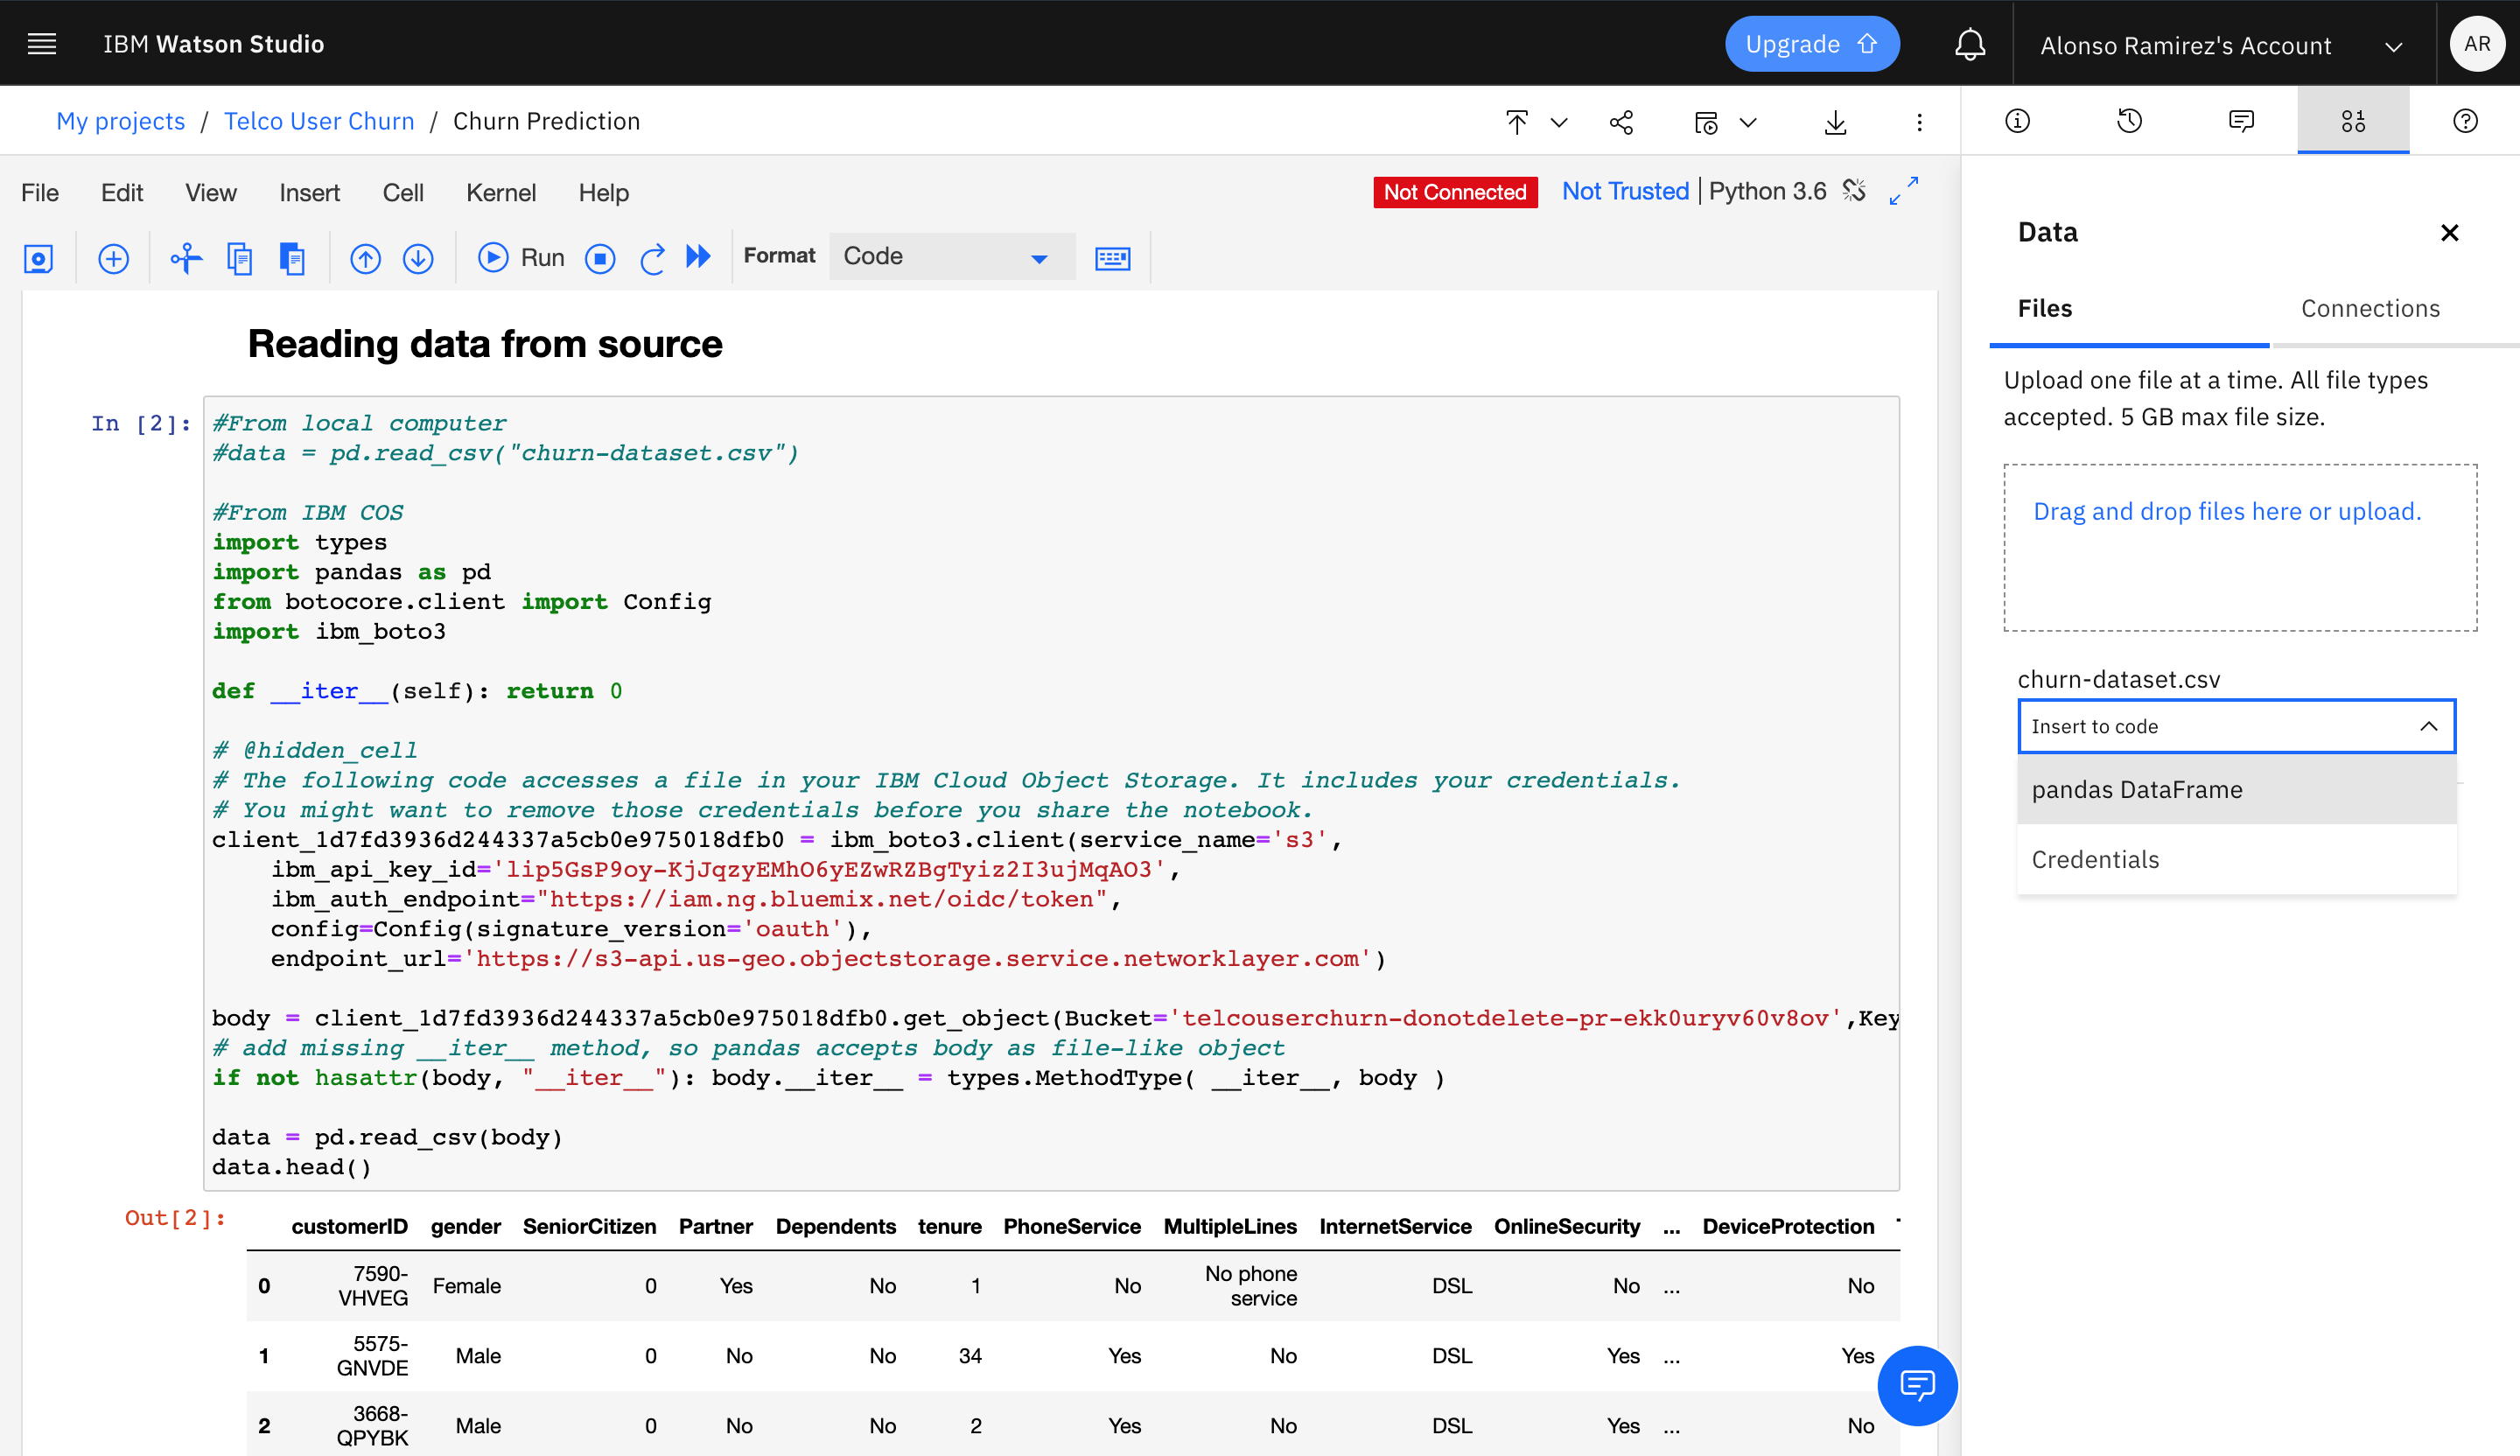 IBM Watson Studio
Upgrade
Alonso Ramirez's Account
AR
My projects / Telco User Churn / Churn Prediction
File Edit View Insert Cell Kernel Help
Not Connected
Not Trusted | Python 3.6
Run
Format
Code
Reading data from source
In [2]:
#From local computer
#data = pd.read_csv("churn-dataset.csv")
#From IBM COS
import types
import pandas as pd
from botocore.client import Config
import ibm_boto3
def __iter__(self): return 0
# @hidden_cell
# The following code accesses a file in your IBM Cloud Object Storage. It includes your credentials.
# You might want to remove those credentials before you share the notebook.
client_1d7fd3936d244337a5cb0e975018dfb0 = ibm_boto3.client(service_name='s3',
ibm_api_key_id='lip5GsP9oy-KjJqzyEMhO6yEZwRZBgTyiz2I3ujMqAO3',
ibm_auth_endpoint="https://iam.ng.bluemix.net/oidc/token",
config=Config(signature_version='oauth'),
endpoint_url='https://s3-api.us-geo.objectstorage.service.networklayer.com')
body = client_1d7fd3936d244337a5cb0e975018dfb0.get_object(Bucket='telcouserchurn-donotdelete-pr-ekk0uryv60v8ov',Key
# add missing __iter__ method, so pandas accepts body as file-like object
if not hasattr(body, "__iter__"): body.__iter__ = types.MethodType( __iter__, body )
data = pd.read_csv(body)
data.head()
Out[2]:
customerID gender SeniorCitizen Partner Dependents tenure PhoneService MultipleLines InternetService OnlineSecurity ... DeviceProtection
0 7590-VHVEG Female 0 Yes No 1 No No phone service DSL No ... No
1 5575-GNVDE Male 0 No No 34 Yes No DSL Yes ... Yes
2 3668-QPYBK Male 0 No No 2 Yes No DSL Yes ... No
Data
Files
Connections
Upload one file at a time. All file types
accepted. 5 GB max file size.
Drag and drop files here or upload.
churn-dataset.csv
Insert to code
pandas DataFrame
Credentials